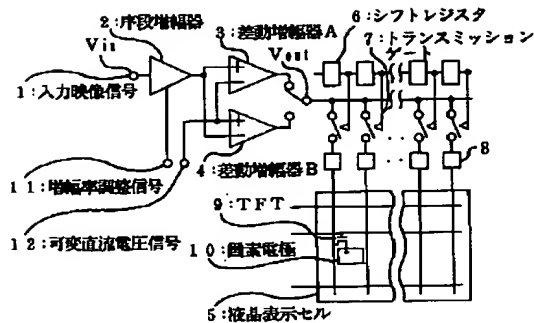 2:序段増幅器
Vin
3:差動増幅器A
Vout
6:シフトレジスタ
7:トランスミッション
ゲート
1:入力映像信号
4:差動増幅器B
8
11:増幅率調整信号
9:TFT
12:可変直流電圧信号
10:画素電極
5:液晶表示セル